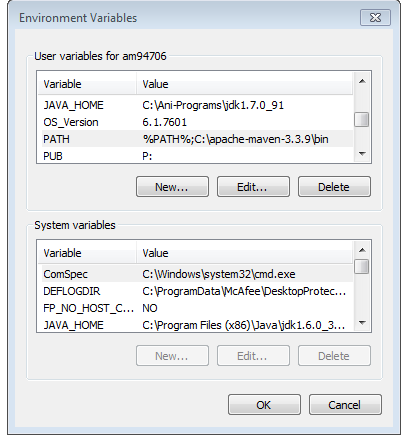 Environment Variables
User variables for am94706
Variable Value
JAVA_HOME C:\Ani-Programs\jdk1.7.0_91
OS_Version 6.1.7601
PATH %PATH%;C:\apache-maven-3.3.9\bin
PUB P:
New... Edit... Delete
System variables
Variable Value
ComSpec C:\Windows\system32\cmd.exe
DEFLOGDIR C:\ProgramData\McAfee\DesktopProtec...
FP_NO_HOST_C... NO
JAVA_HOME C:\Program Files (x86)\Java\jdk1.6.0_3...
New... Edit... Delete
OK Cancel